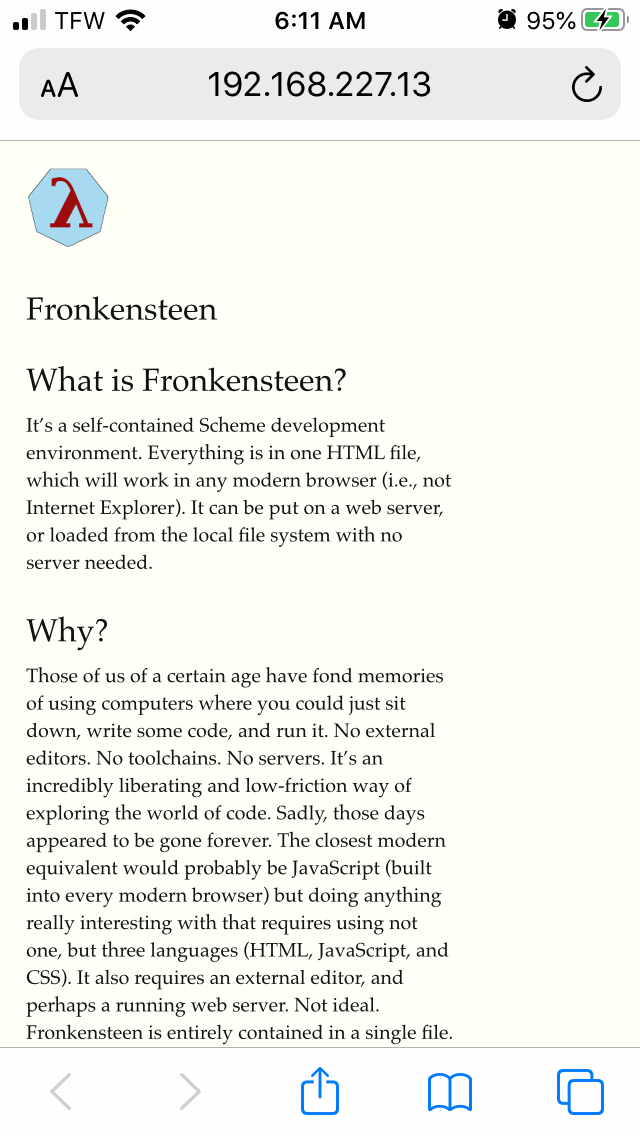 TFW 6:11 AM 95%
AA 192.168.227.13
λ
Fronkensteen
What is Fronkensteen?
It’s a self-contained Scheme development
environment. Everything is in one HTML file,
which will work in any modern browser (i.e., not
Internet Explorer). It can be put on a web server,
or loaded from the local file system with no
server needed.
Why?
Those of us of a certain age have fond memories
of using computers where you could just sit
down, write some code, and run it. No external
editors. No toolchains. No servers. It’s an
incredibly liberating and low-friction way of
exploring the world of code. Sadly, those days
appeared to be gone forever. The closest modern
equivalent would probably be JavaScript (built
into every modern browser) but doing anything
really interesting with that requires using not
one, but three languages (HTML, JavaScript, and
CSS). It also requires an external editor, and
perhaps a running web server. Not ideal.
Fronkensteen is entirely contained in a single file.